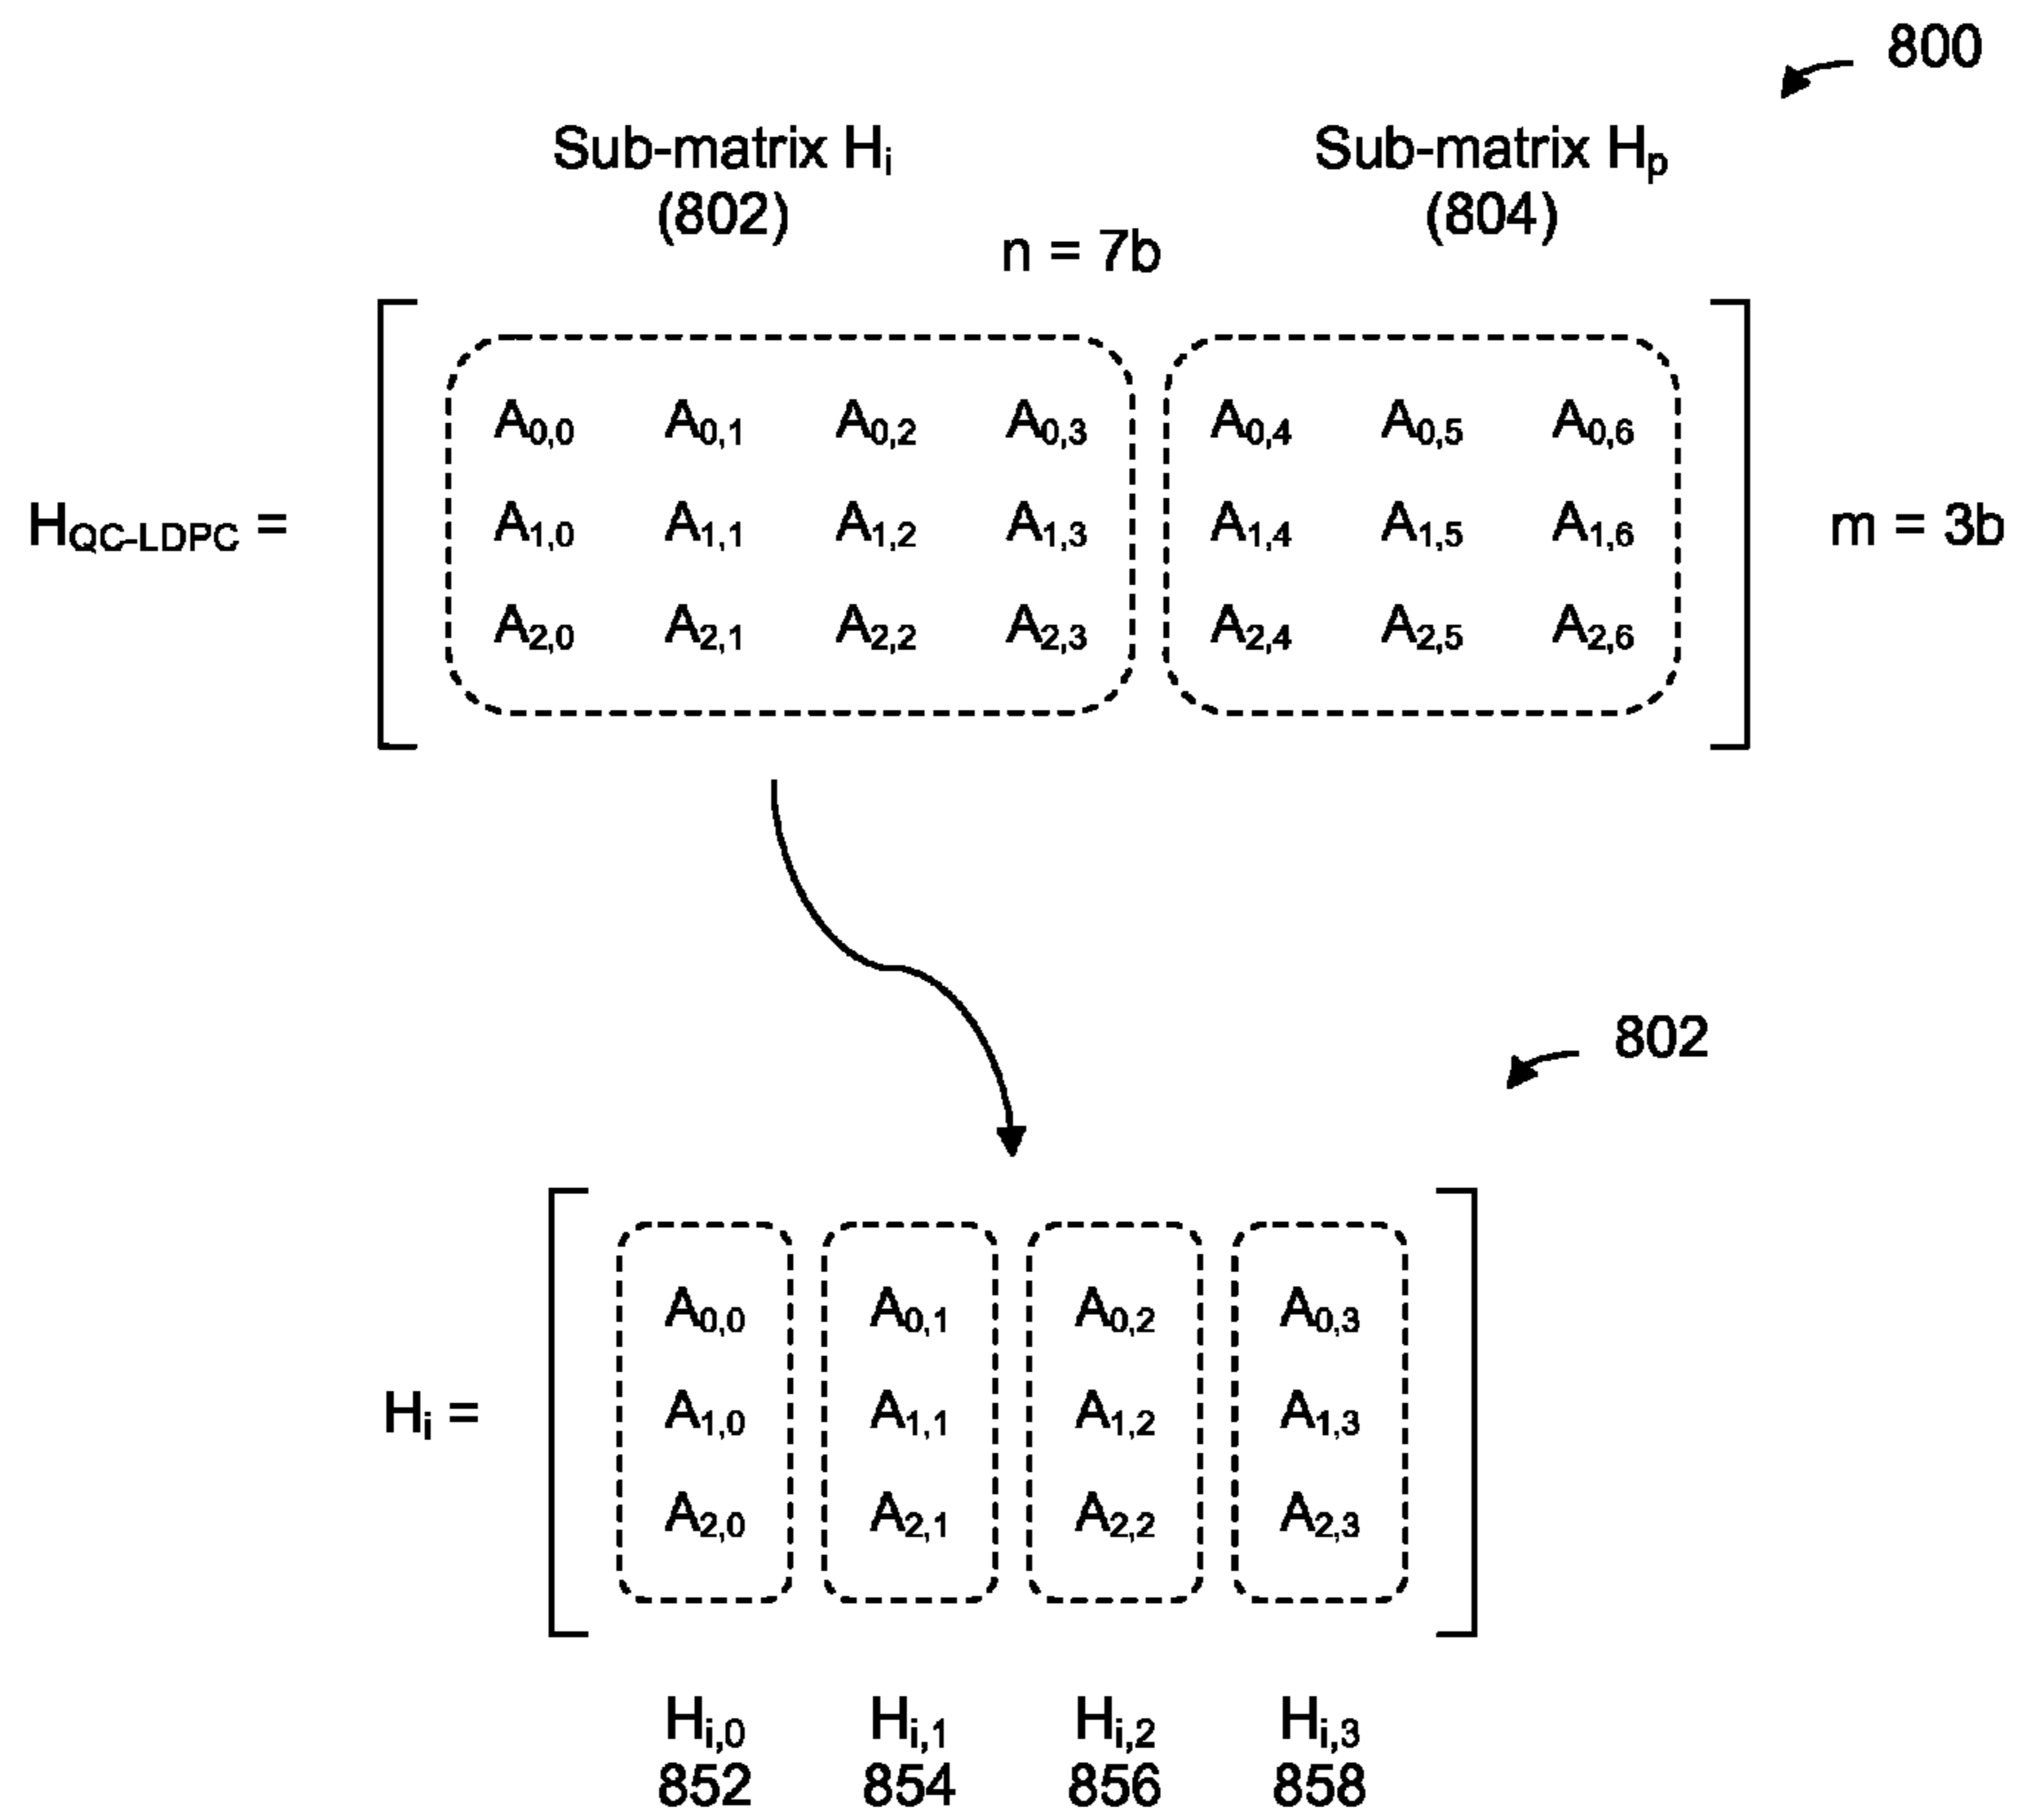 800
Sub-matrix Hi Sub-matrix Hp
(802) (804)
n = 7b
A0,0 A0,1 A0,2 A0,3 A0,4 A0,5 A0,6
HQC-LDPC = A1,0 A1,1 A1,2 A1,3 A1,4 A1,5 A1,6 m = 3b
A2,0 A2,1 A2,2 A2,3 A2,4 A2,5 A2,6
802
A0,0 A0,1 A0,2 A0,3
Hi = A1,0 A1,1 A1,2 A1,3
A2,0 A2,1 A2,2 A2,3
Hi,0 Hi,1 Hi,2 Hi,3
852 854 856 858